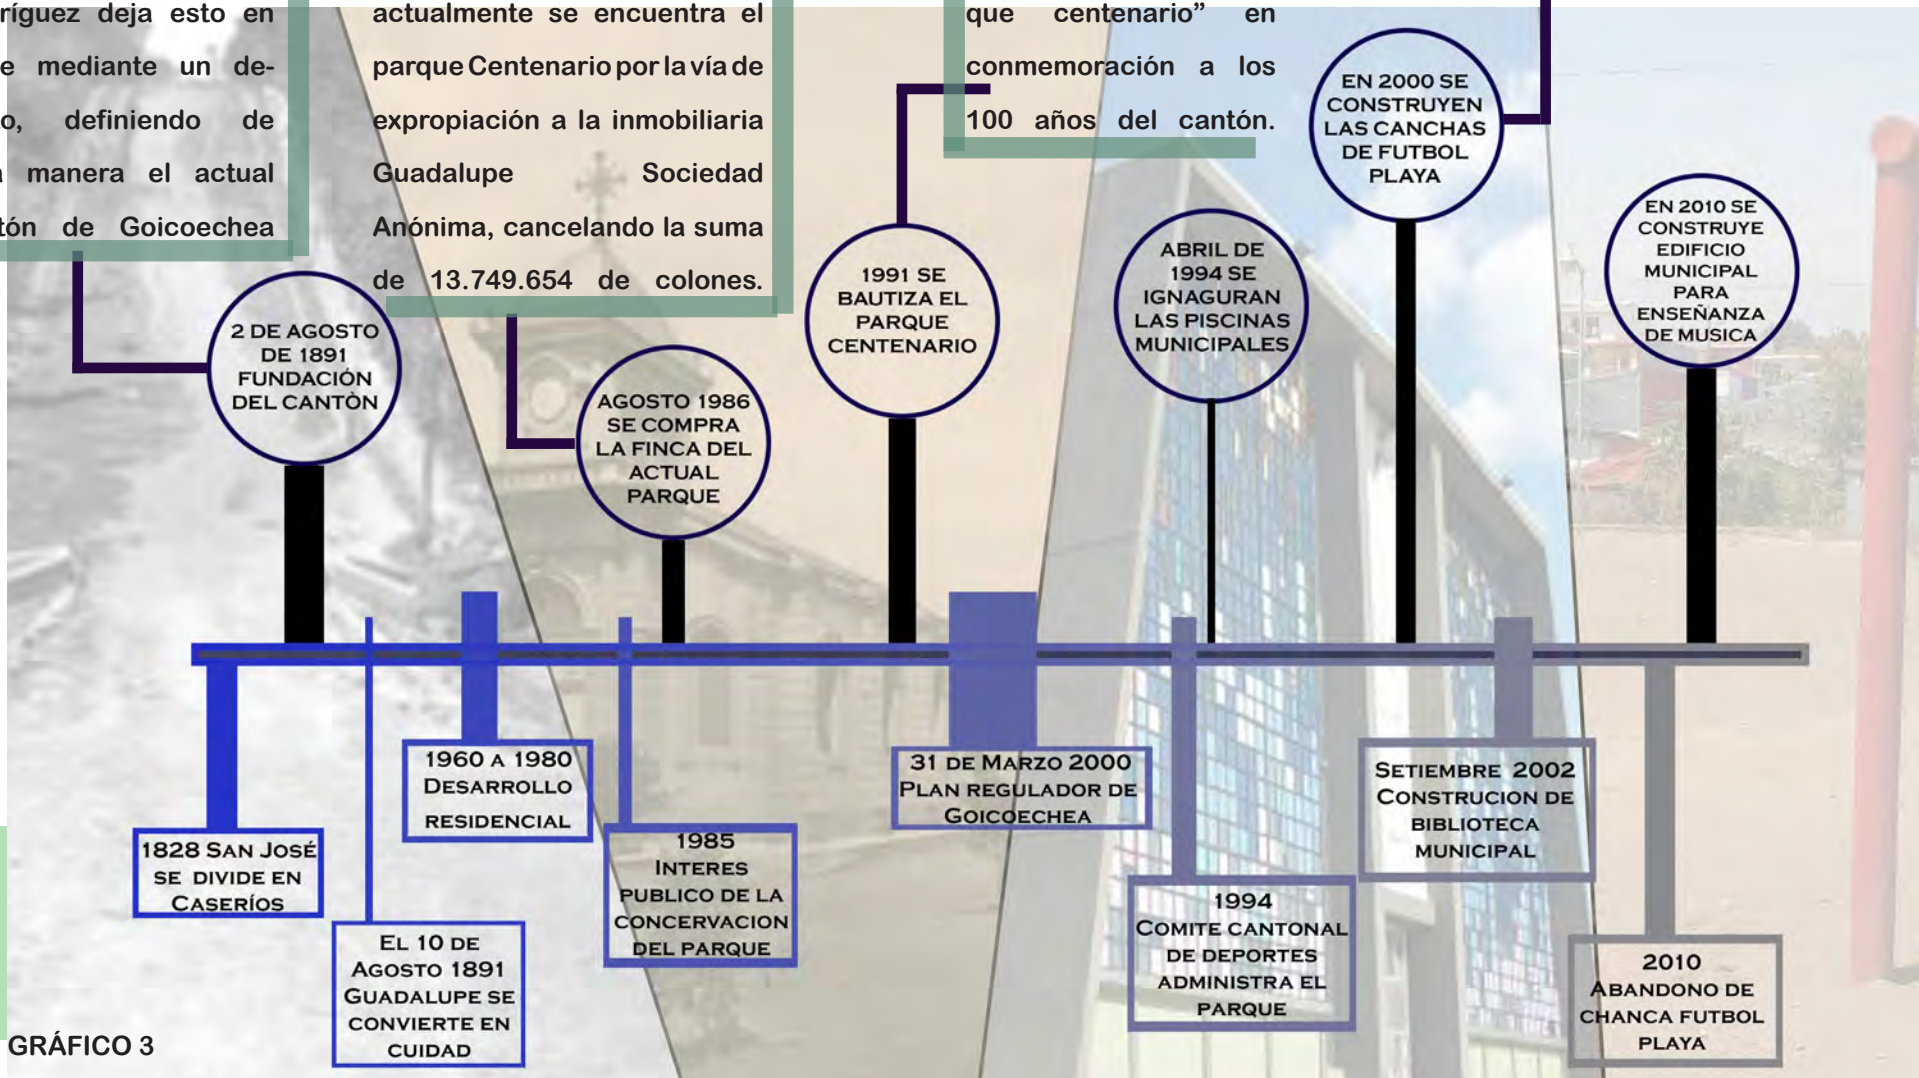 ríguez deja esto en
e mediante un de-
o, definiendo de
a manera el actual
tón de Goicoechea
actualmente se encuentra el
parque Centenario por la vía de
expropiación a la inmobiliaria
Guadalupe Sociedad
Anónima, cancelando la suma
de 13.749.654 de colones.
que centenario” en
conmemoración a los
100 años del cantón.
2 DE AGOSTO
DE 1891
FUNDACIÓN
DEL CANTÒN
AGOSTO 1986
SE COMPRA
LA FINCA DEL
ACTUAL
PARQUE
1991 SE
BAUTIZA EL
PARQUE
CENTENARIO
ABRIL DE
1994 SE
IGNAGURAN
LAS PISCINAS
MUNICIPALES
EN 2000 SE
CONSTRUYEN
LAS CANCHAS
DE FUTBOL
PLAYA
EN 2010 SE
CONSTRUYE
EDIFICIO
MUNICIPAL
PARA
ENSEÑANZA
DE MUSICA
1828 SAN JOSÉ
SE DIVIDE EN
CASERÍOS
EL 10 DE
AGOSTO 1891
GUADALUPE SE
CONVIERTE EN
CUIDAD
1960 A 1980
DESARROLLO
RESIDENCIAL
1985
INTERES
PUBLICO DE LA
CONCERVACION
DEL PARQUE
31 DE MARZO 2000
PLAN REGULADOR DE
GOICOECHEA
1994
COMITE CANTONAL
DE DEPORTES
ADMINISTRA EL
PARQUE
SETIEMBRE 2002
CONSTRUCION DE
BIBLIOTECA
MUNICIPAL
2010
ABANDONO DE
CHANCA FUTBOL
PLAYA
GRÁFICO 3